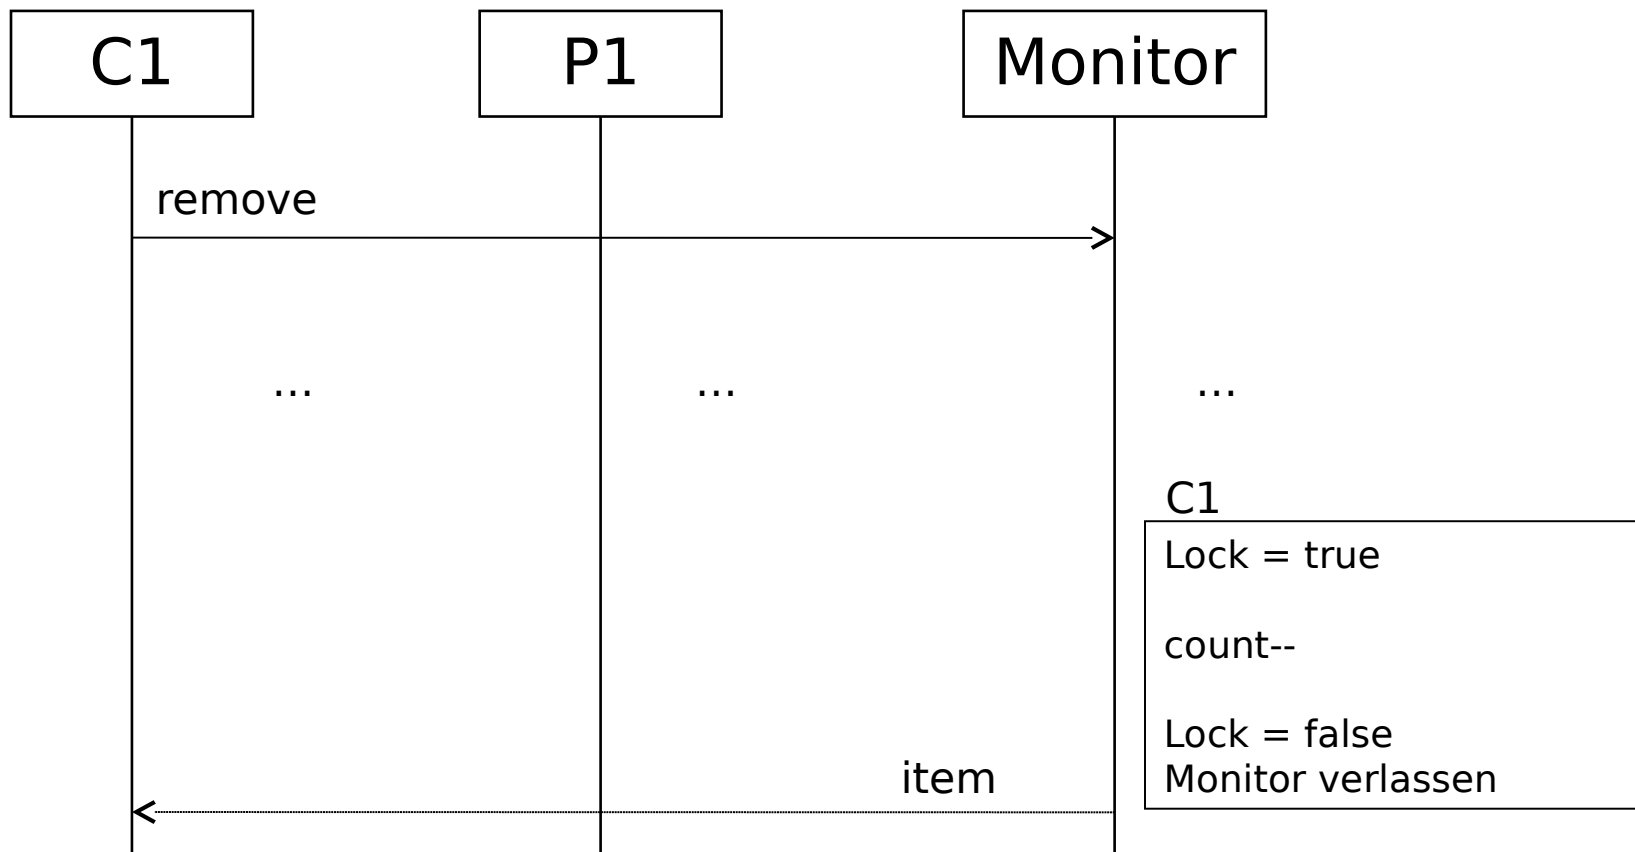 C1 P1 Monitor
remove
... ... ...
C1
Lock = true
count--
Lock = false
item
Monitor verlassen